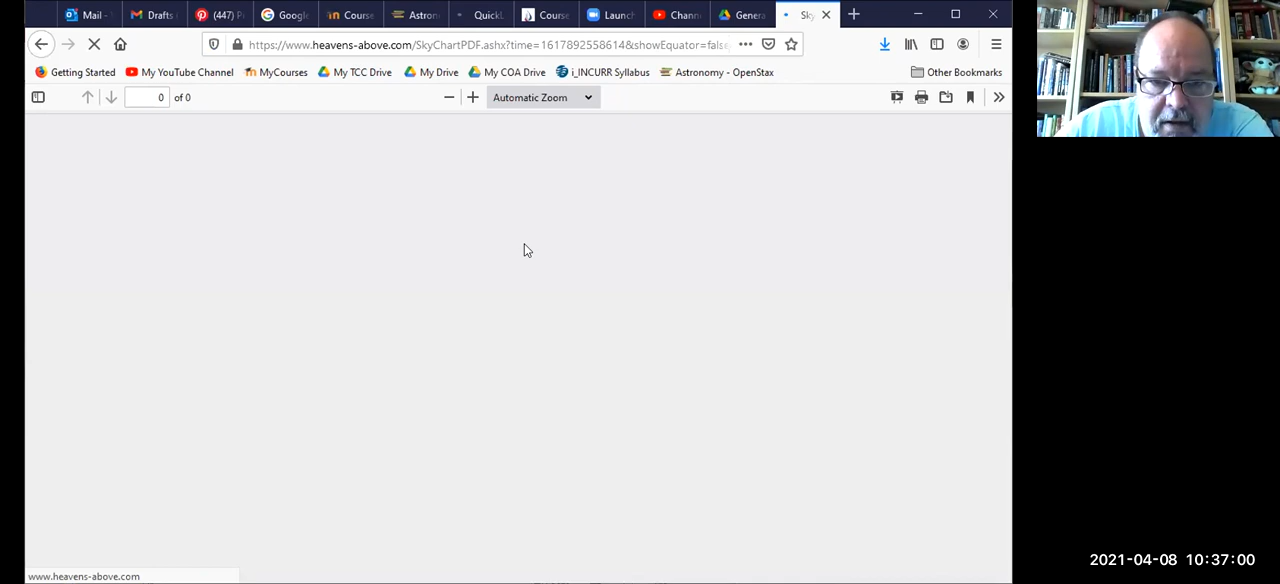 Mail - Drafts (447) P Google Course Astron QuickL Course Launch Chann Genera Sky
https://www.heavens-above.com/SkyChartPDF.ashx?time=1617892558614&showEquator=false
Getting Started My YouTube Channel MyCourses My TCC Drive My Drive My COA Drive i_INCURR Syllabus Astronomy - OpenStax Other Bookmarks
0 of 0 Automatic Zoom
www.heavens-above.com
2021-04-08 10:37:00